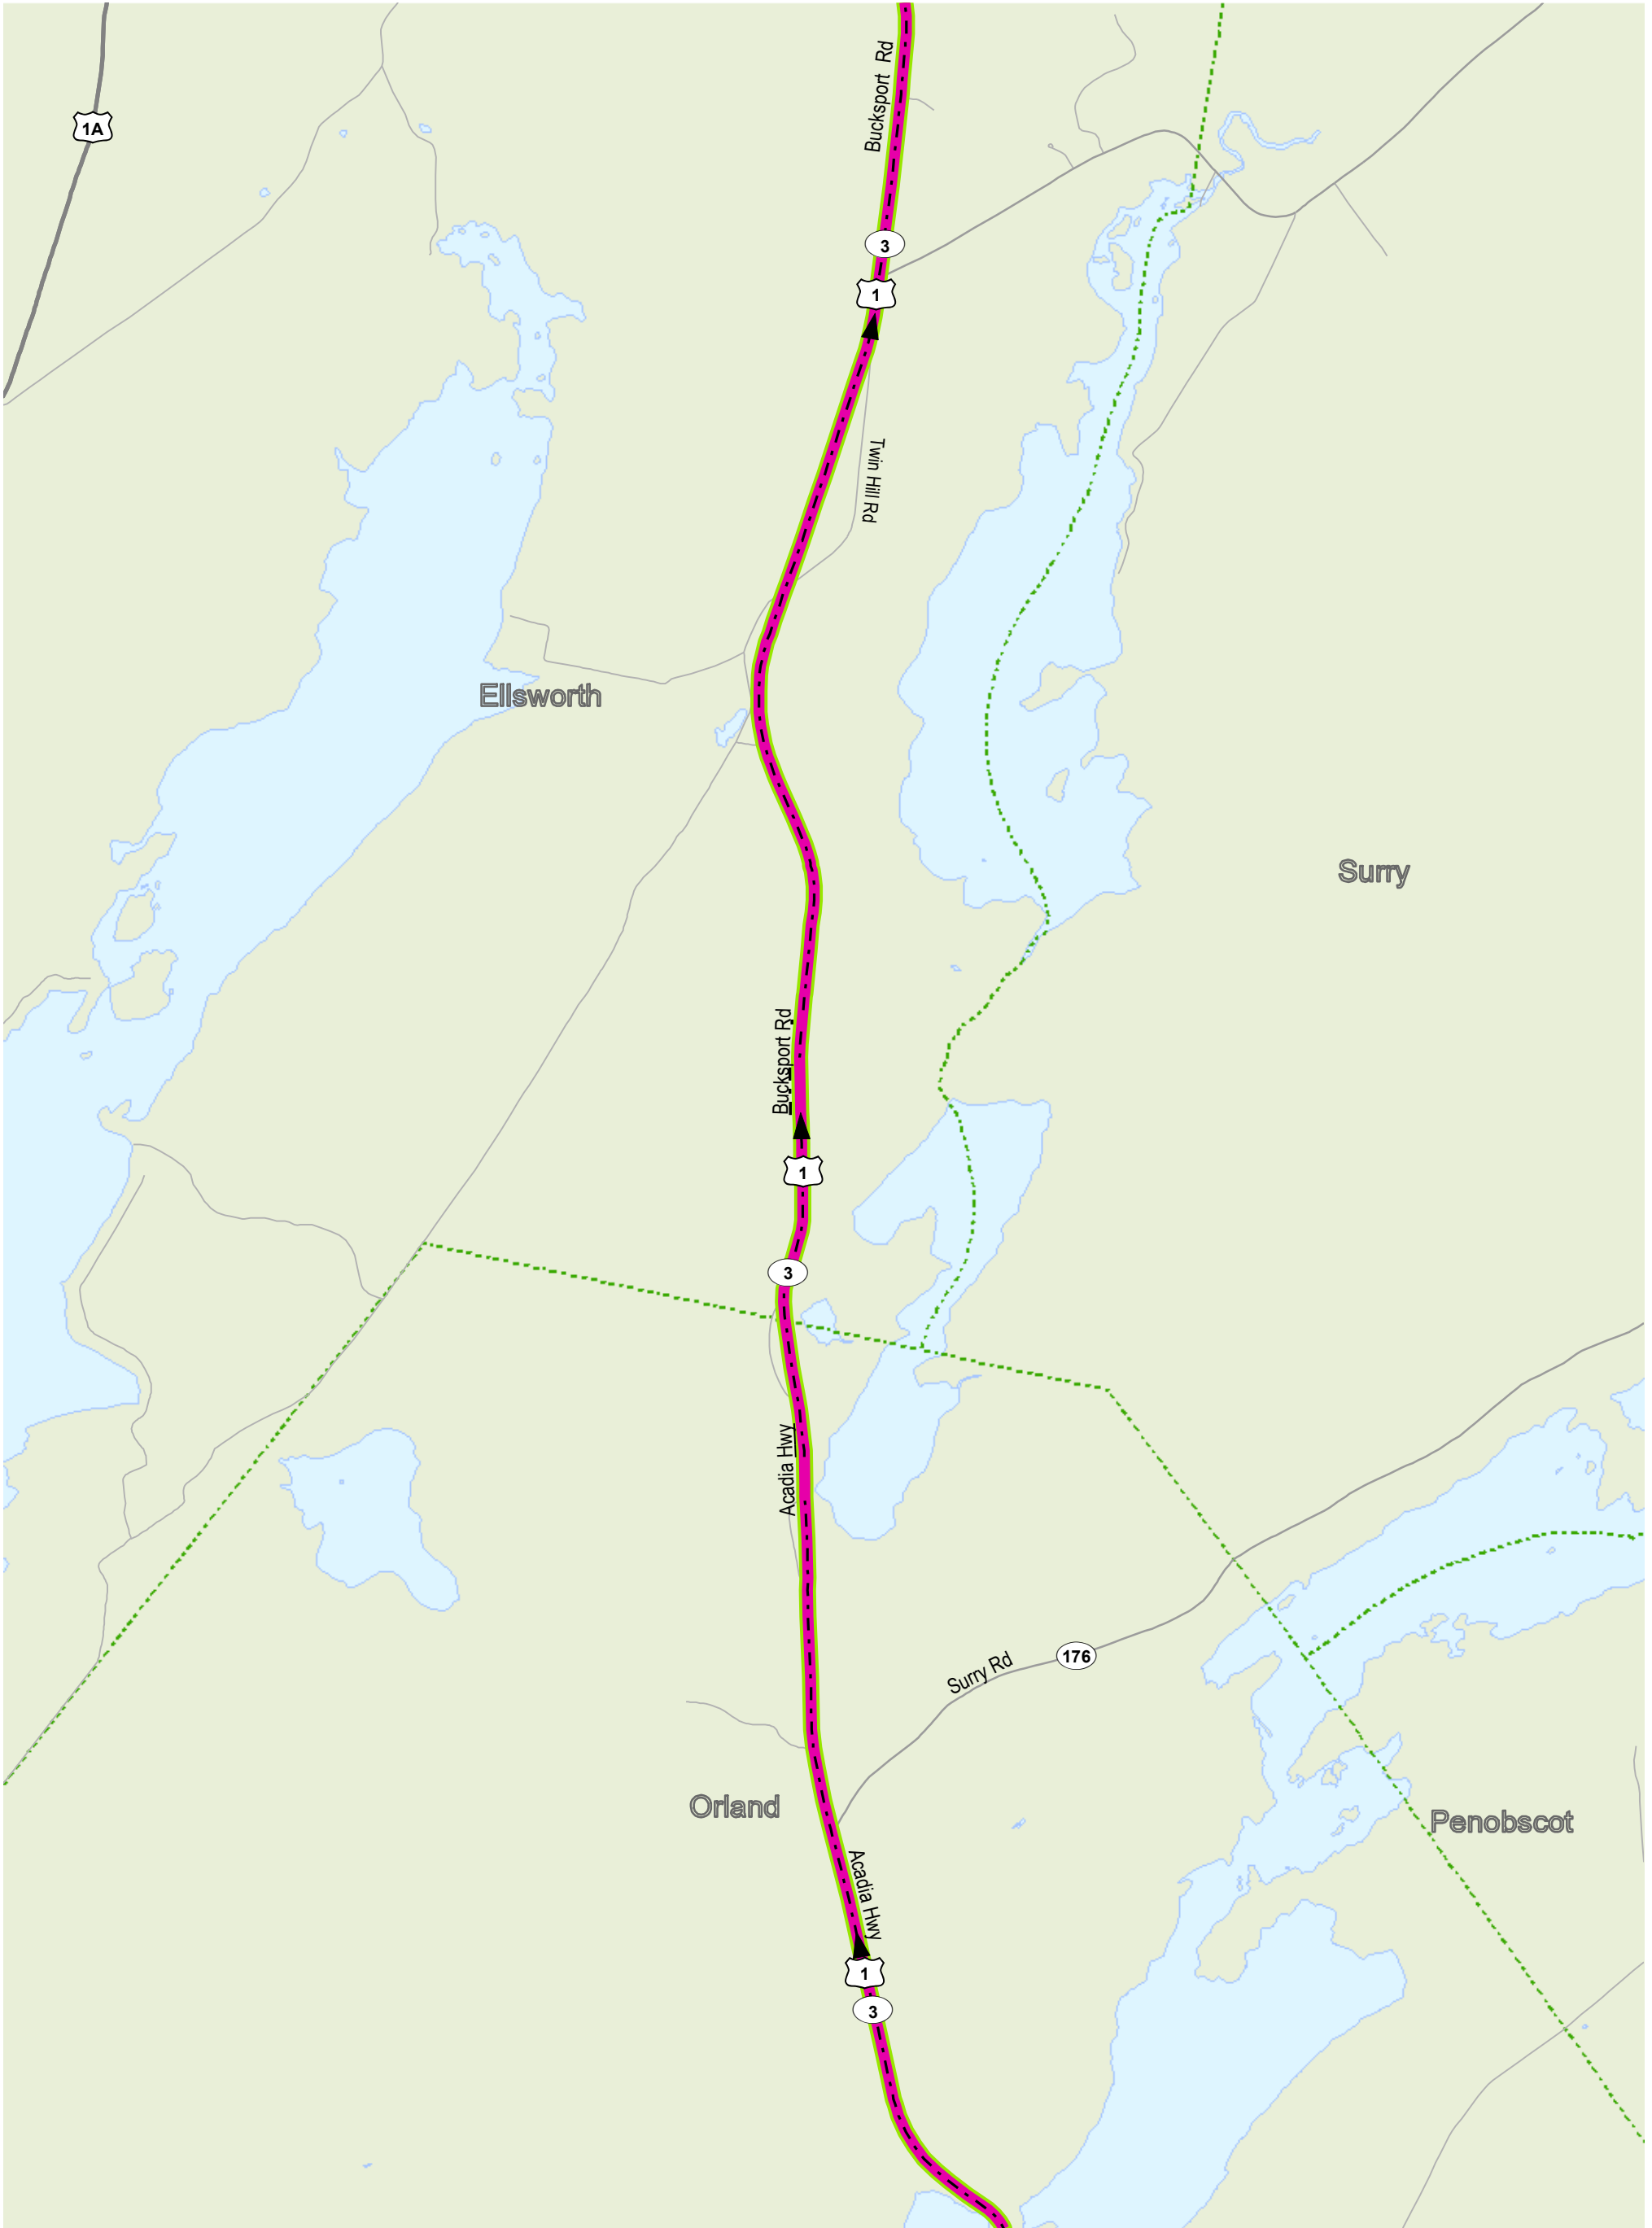 Bucksport Rd
1A
3
1
Twin Hill Rd
Ellsworth
Surry
Bucksport Rd
1
3
Acadia Hwy
176
Surry Rd
Orland
Penobscot
Acadia Hwy
1
3